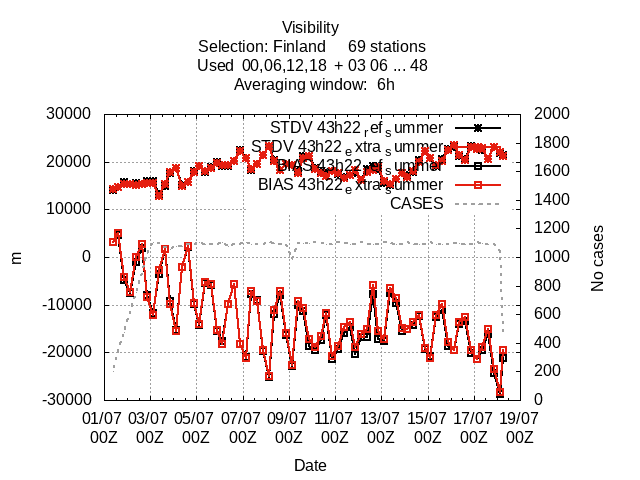 Visibility
Selection: Finland 69 stations
Used 00,06,12,18 + 03 06 ... 48
Averaging window: 6h
30000
20000
10000
0
-10000
-20000
-30000
m
2000
1800
1600
1400
1200
1000
800
600
400
200
0
No cases
STDV 43h22_ref_summer
STDV 43h22_extra_summer
BIAS 43h22_ref_summer
BIAS 43h22_extra_summer
CASES
01/07 03/07 05/07 07/07 09/07 11/07 13/07 15/07 17/07 19/07
00Z 00Z 00Z 00Z 00Z 00Z 00Z 00Z 00Z 00Z
Date